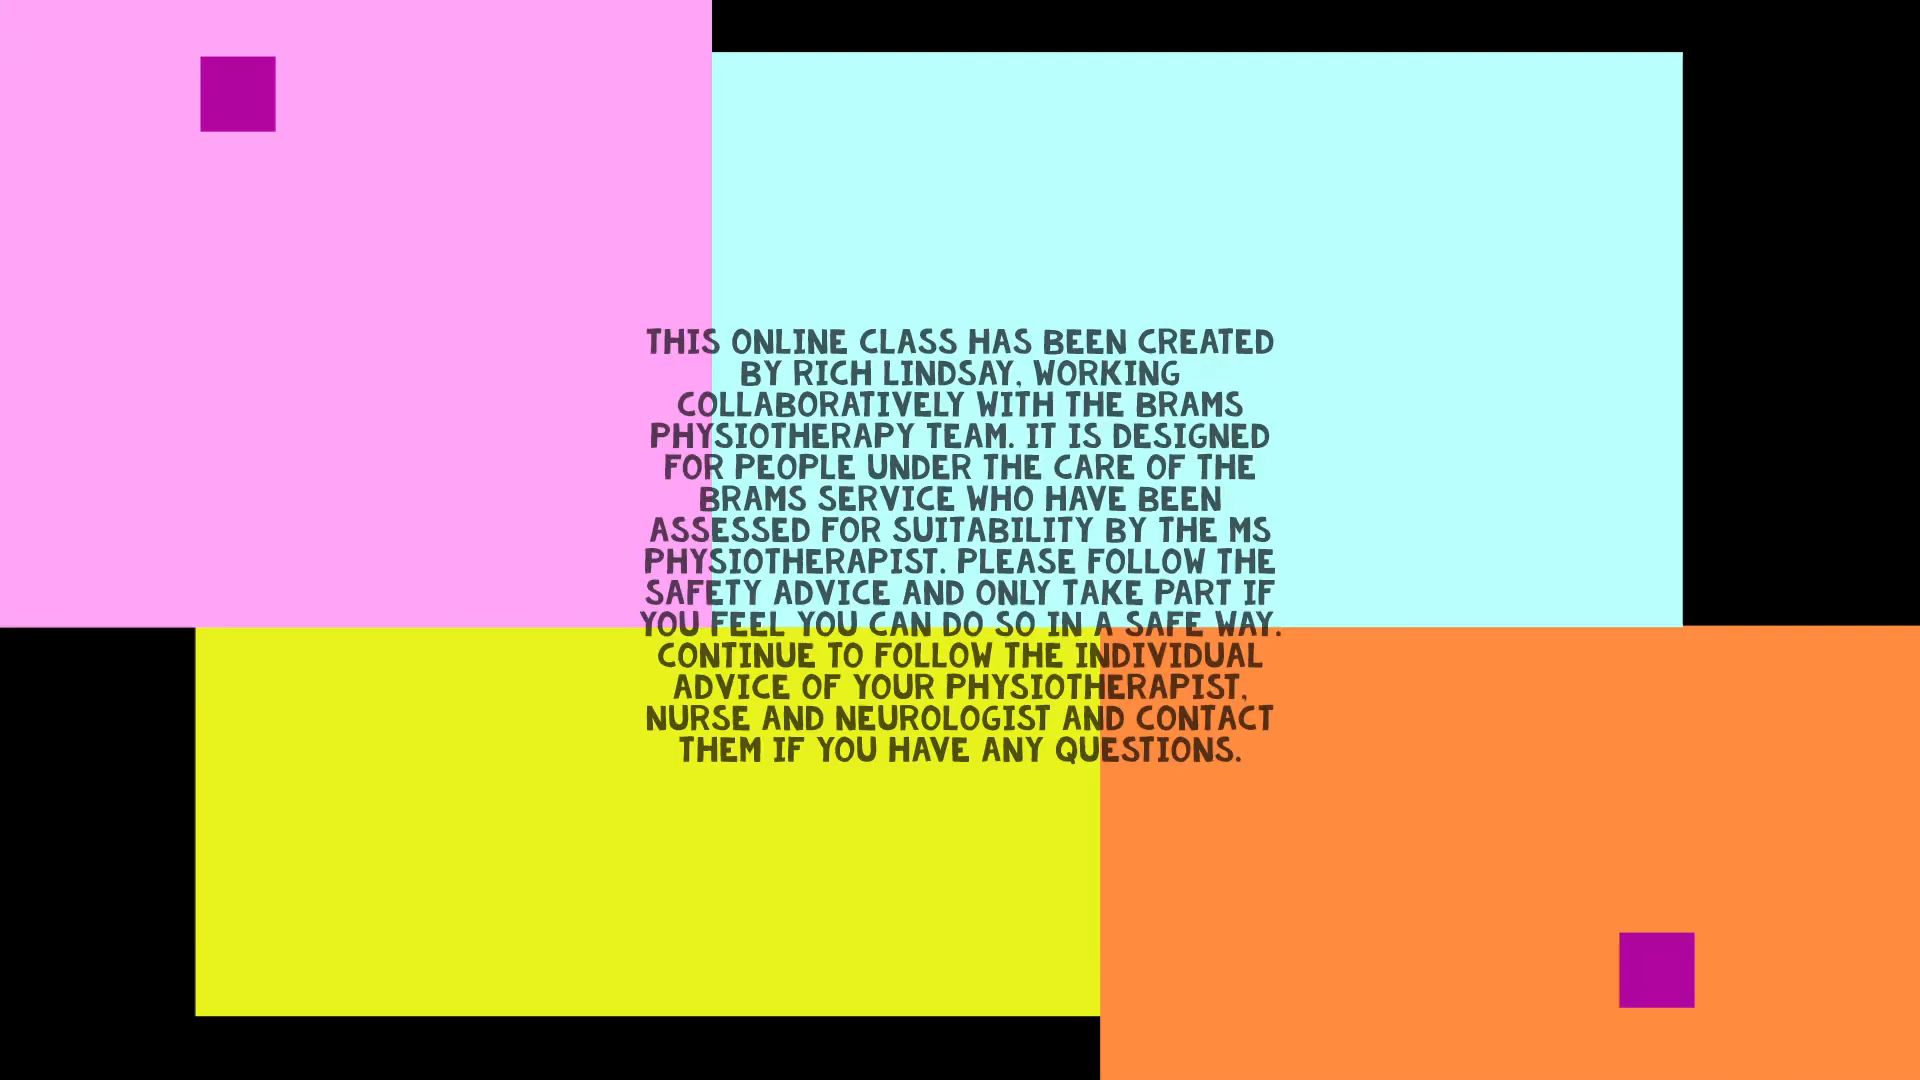 THIS ONLINE CLASS HAS BEEN CREATED
BY RICH LINDSAY, WORKING
COLLABORATIVELY WITH THE BRAMS
PHYSIOTHERAPY TEAM. IT IS DESIGNED
FOR PEOPLE UNDER THE CARE OF THE
BRAMS SERVICE WHO HAVE BEEN
ASSESSED FOR SUITABILITY BY THE MS
PHYSIOTHERAPIST. PLEASE FOLLOW THE
SAFETY ADVICE AND ONLY TAKE PART IF
YOU FEEL YOU CAN DO SO IN A SAFE WAY.
CONTINUE TO FOLLOW THE INDIVIDUAL
ADVICE OF YOUR PHYSIOTHERAPIST,
NURSE AND NEUROLOGIST AND CONTACT
THEM IF YOU HAVE ANY QUESTIONS.